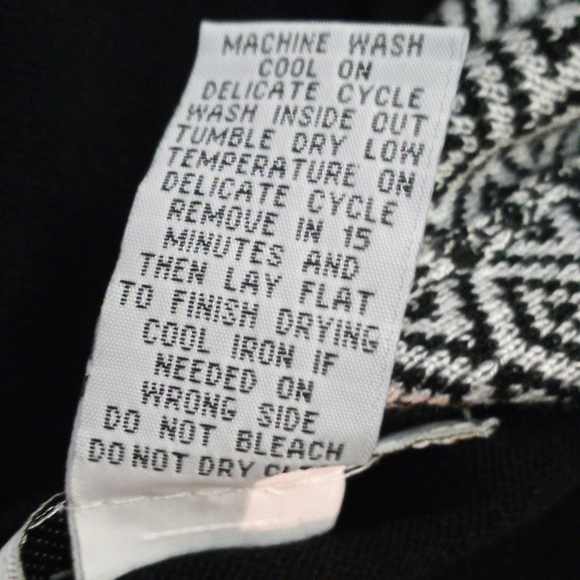 MACHINE WASH
COOL ON
DELICATE CYCLE
WASH INSIDE OUT
TUMBLE DRY LOW
TEMPERATURE ON
DELICATE CYCLE
REMOVE IN 15
MINUTES AND
THEN LAY FLAT
TO FINISH DRYING
COOL IRON IF
NEEDED ON
WRONG SIDE
DO NOT BLEACH
DO NOT DRY